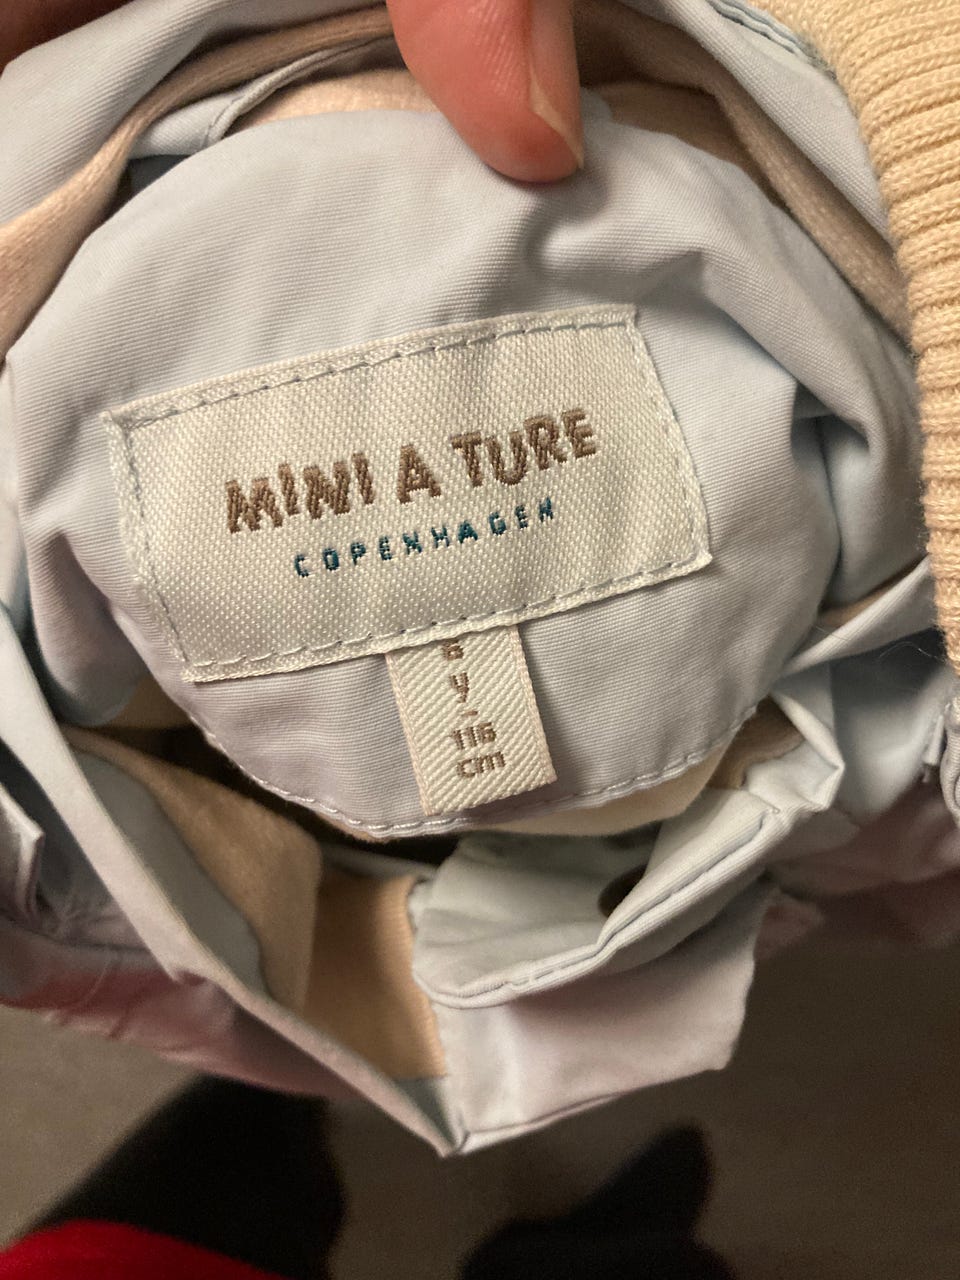 MINI A TURE
COPENHAGEN
6
y
-
116
cm